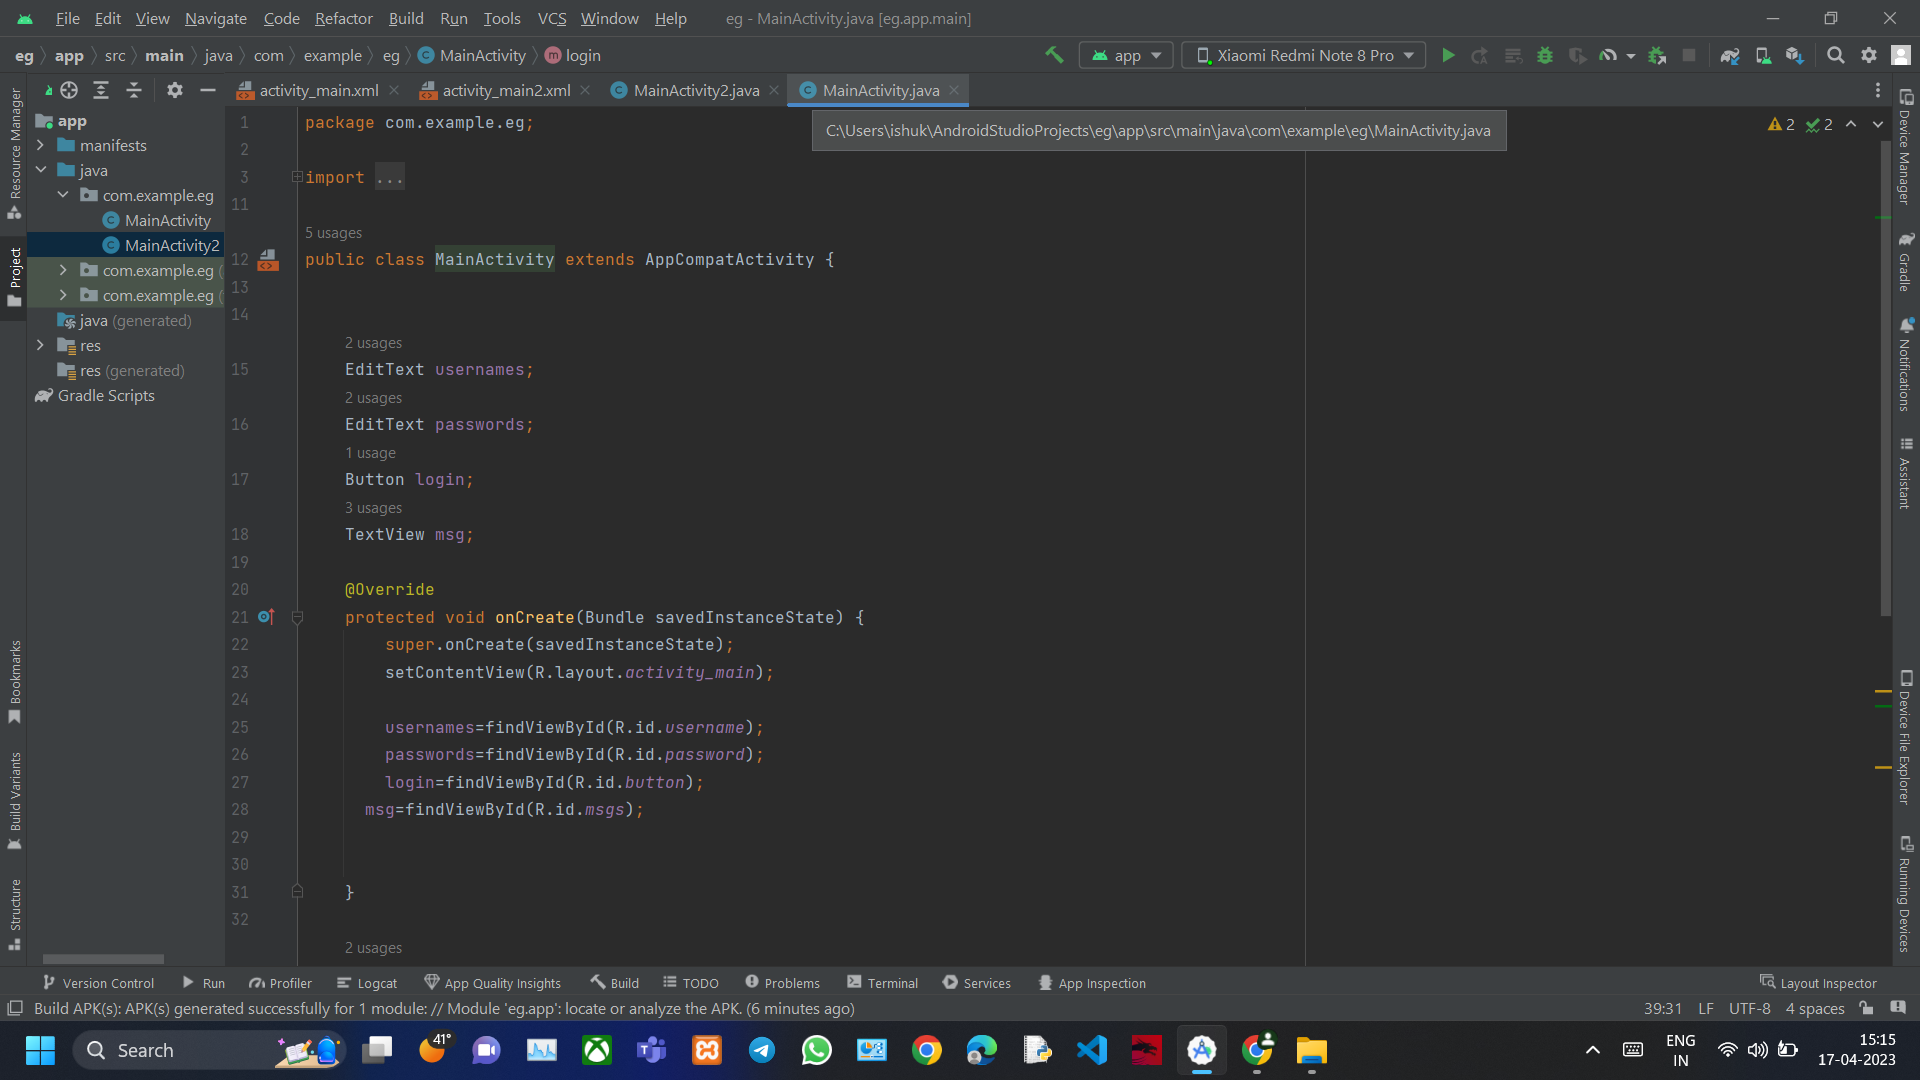 File Edit View Navigate Code Refactor Build Run Tools VCS Window Help eg - MainActivity.java [eg.app.main]
eg app src main java com example eg C MainActivity m login app Xiaomi Redmi Note 8 Pro
activity_main.xml activity_main2.xml C MainActivity2.java C MainActivity.java
C:\Users\ishuk\AndroidStudioProjects\eg\app\src\main\java\com\example\eg\MainActivity.java
2 2
Resource Manager
Project
Bookmarks
Build Variants
Structure
app
manifests
java
com.example.eg
C MainActivity
C MainActivity2
com.example.eg (
com.example.eg (
java (generated)
res
res (generated)
Gradle Scripts
1 package com.example.eg;
2
3 import ...
11
5 usages
12 public class MainActivity extends AppCompatActivity {
13
14
2 usages
15 EditText usernames;
2 usages
16 EditText passwords;
1 usage
17 Button login;
3 usages
18 TextView msg;
19
20 @Override
21 protected void onCreate(Bundle savedInstanceState) {
22 super.onCreate(savedInstanceState);
23 setContentView(R.layout.activity_main);
24
25 usernames=findViewById(R.id.username);
26 passwords=findViewById(R.id.password);
27 login=findViewById(R.id.button);
28 msg=findViewById(R.id.msgs);
29
30
31 }
32
2 usages
Device Manager
Gradle
Notifications
Assistant
Device File Explorer
Running Devices
Version Control Run Profiler Logcat App Quality Insights Build TODO Problems Terminal Services App Inspection Layout Inspector
Build APK(s): APK(s) generated successfully for 1 module: // Module 'eg.app': locate or analyze the APK. (6 minutes ago) 39:31 LF UTF-8 4 spaces
Search 41° ENG 15:15
IN 17-04-2023